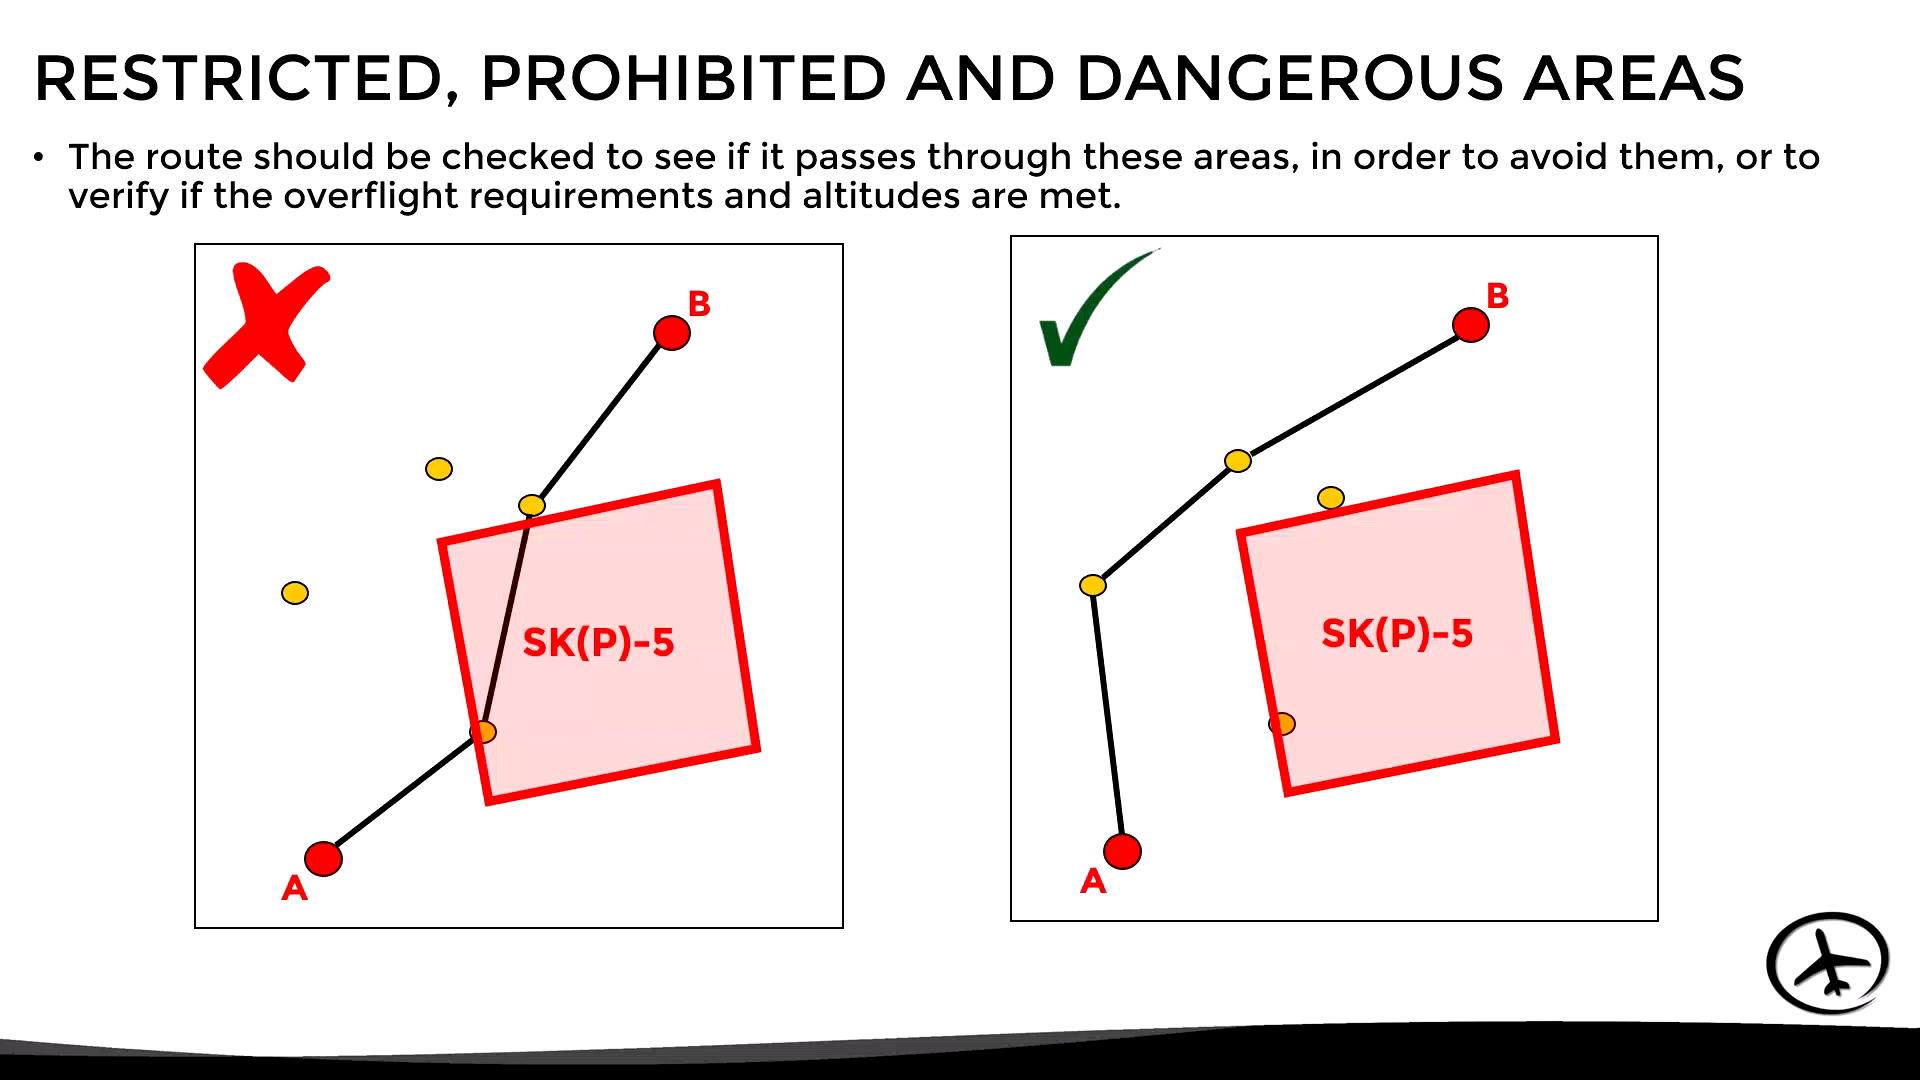 RESTRICTED, PROHIBITED AND DANGEROUS AREAS
• The route should be checked to see if it passes through these areas, in order to avoid them, or to
verify if the overflight requirements and altitudes are met.
B
SK(P)-5
A
B
SK(P)-5
A